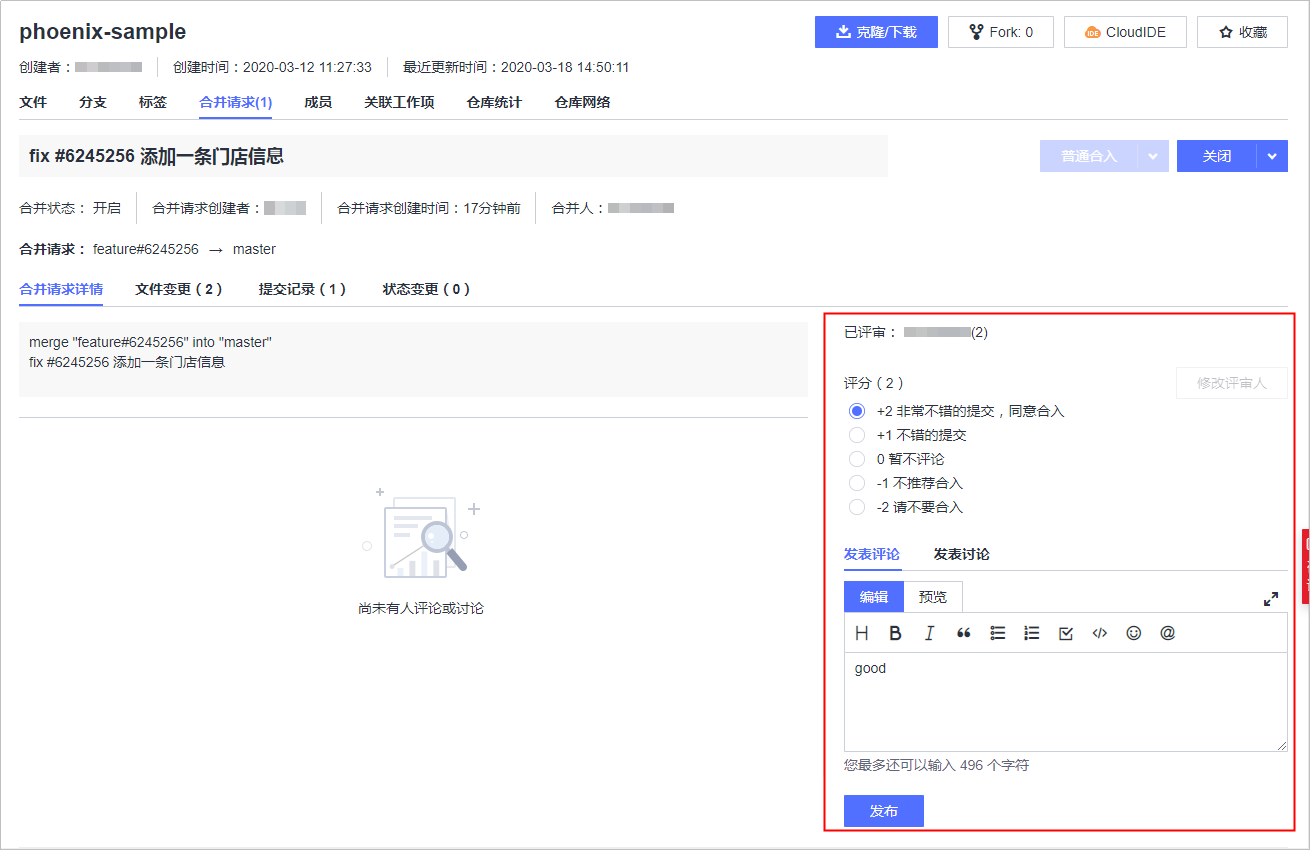 phoenix-sample
克隆/下载
Fork: 0
CloudIDE
收藏
创建者：
创建时间：2020-03-12 11:27:33
最近更新时间：2020-03-18 14:50:11
文件 分支 标签 合并请求(1) 成员 关联工作项 仓库统计 仓库网络
fix #6245256 添加一条门店信息
普通合入
关闭
合并状态： 开启
合并请求创建者：
合并请求创建时间：17分钟前
合并人：
合并请求： feature#6245256 → master
合并请求详情 文件变更（2） 提交记录（1） 状态变更（0）
merge "feature#6245256" into "master"
fix #6245256 添加一条门店信息
尚未有人评论或讨论
已评审： (2)
评分（2）
修改评审人
+2 非常不错的提交，同意合入
+1 不错的提交
0 暂不评论
-1 不推荐合入
-2 请不要合入
发表评论 发表讨论
编辑 预览
H B I “ </> @
good
您最多还可以输入 496 个字符
发布